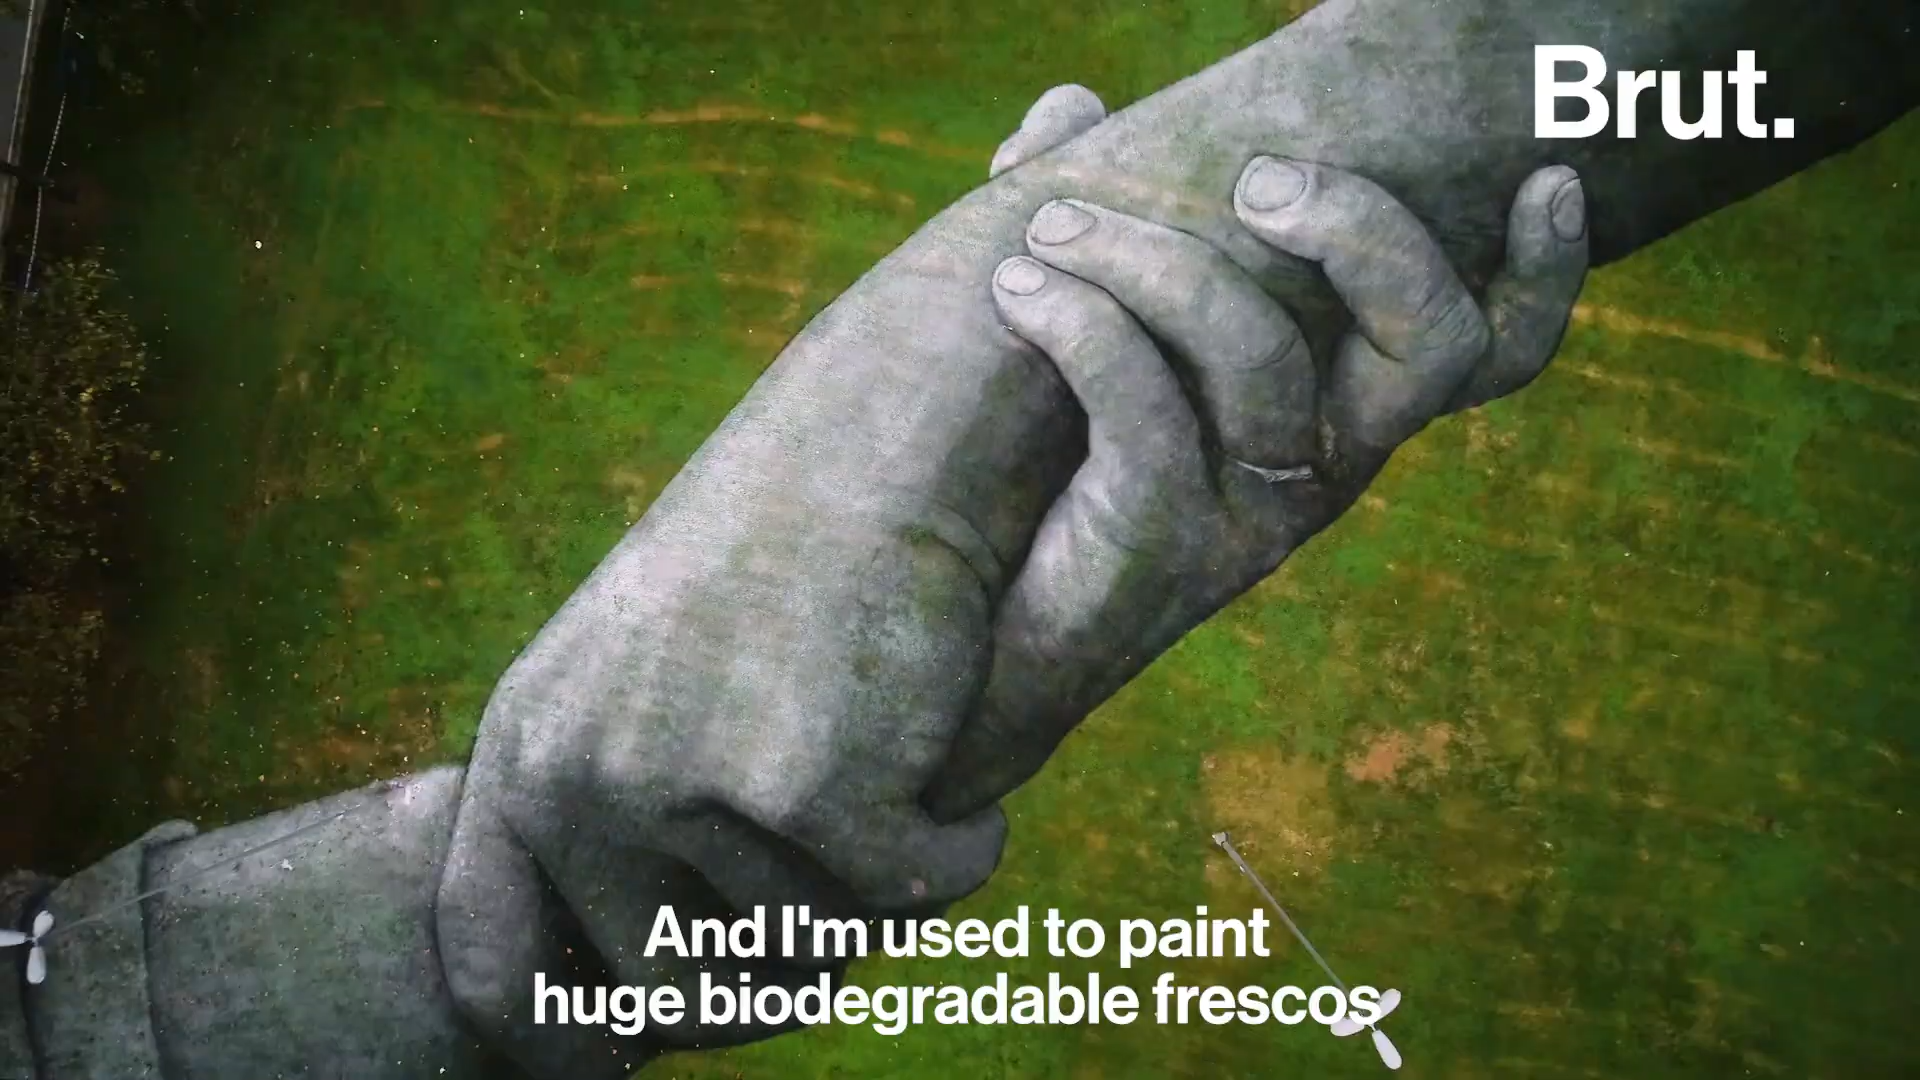 Brut.
And I'm used to paint
huge biodegradable frescos